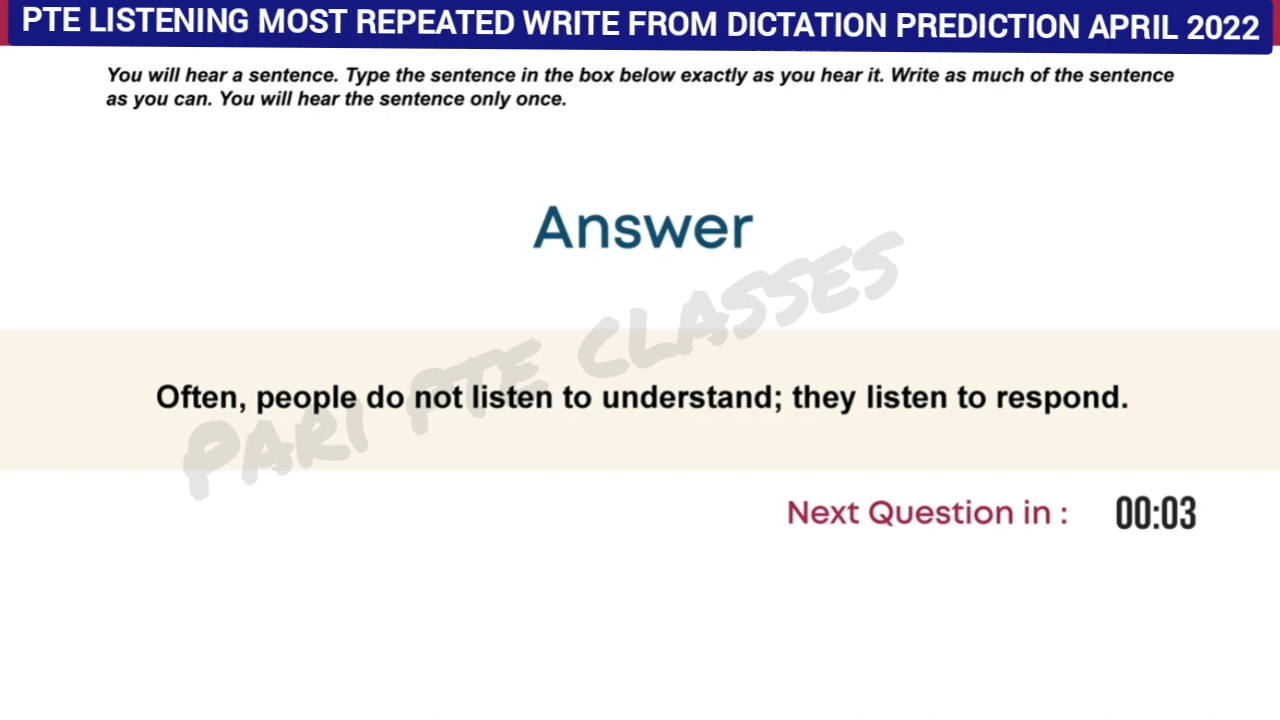 PTE LISTENING MOST REPEATED WRITE FROM DICTATION PREDICTION APRIL 2022
You will hear a sentence. Type the sentence in the box below exactly as you hear it. Write as much of the sentence
as you can. You will hear the sentence only once.
Answer
PARI PTE CLASSES
Often, people do not listen to understand; they listen to respond.
Next Question in : 00:03